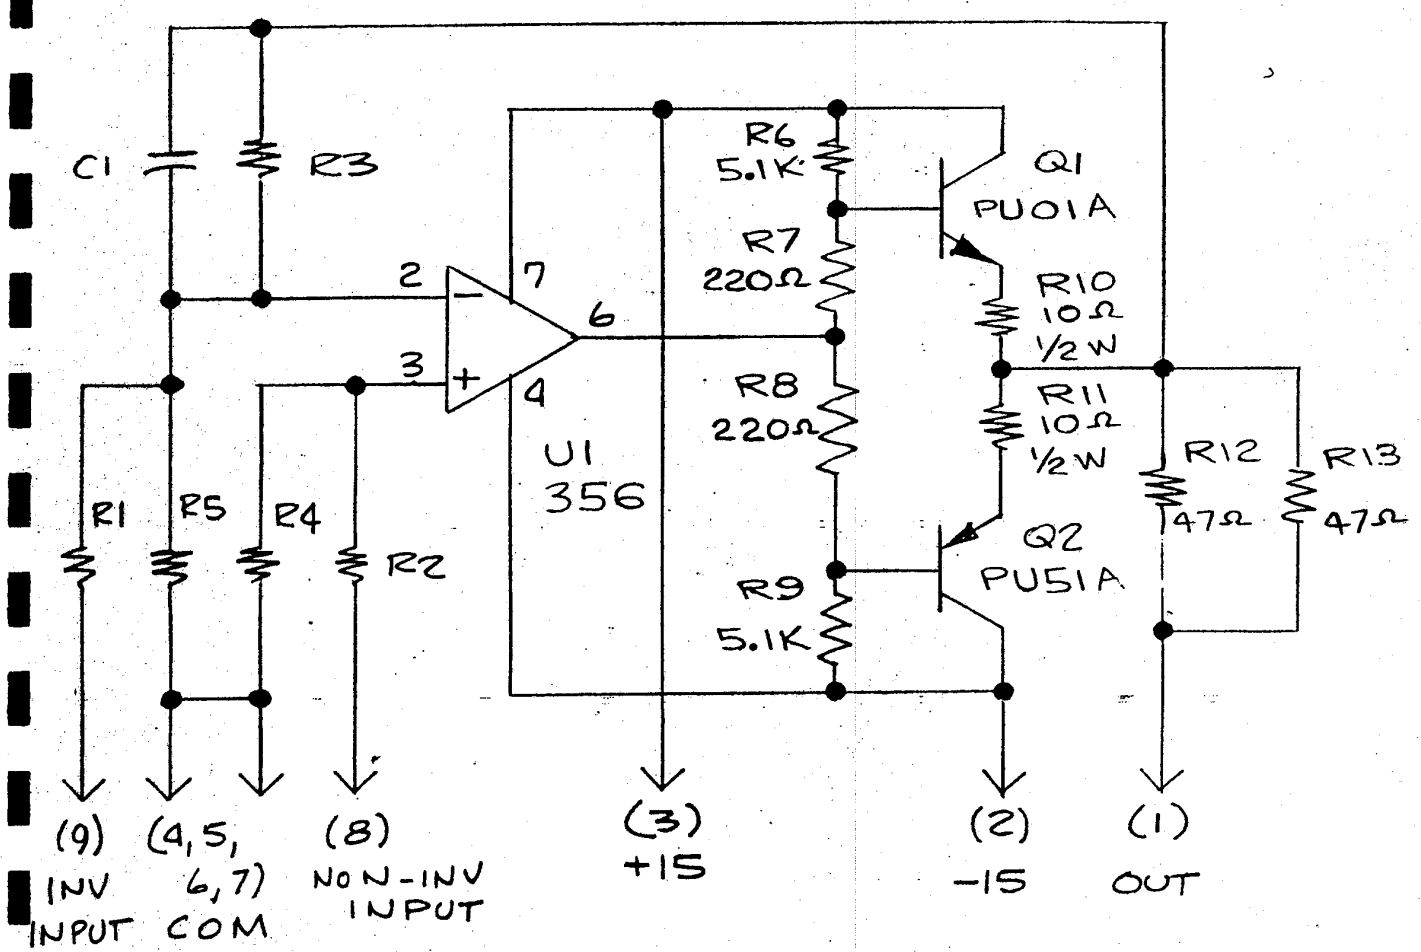 C1
R3
R6
5.1K
Q1
PU01A
R7
220Ω
2
7
6
R10
10Ω
1/2 W
3
4
−
+
R8
220Ω
R11
10Ω
1/2 W
U1
356
R12
47Ω
R13
47Ω
R1
R5
R4
R2
Q2
PU51A
R9
5.1K
(9)
INV
INPUT
(4,5,
6,7)
COM
(8)
NON-INV
INPUT
(3)
+15
(2)
-15
(1)
OUT